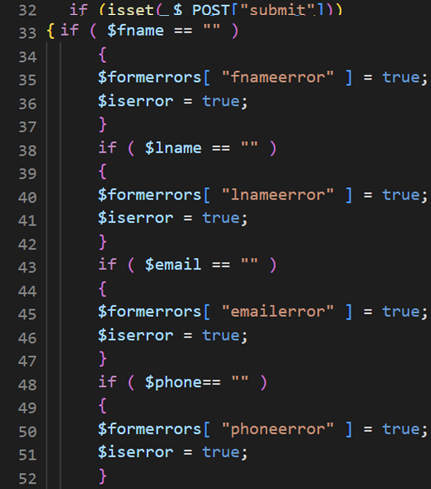 32 if (isset( $_POST["submit"]))
33 { if ( $fname == "" )
34 {
35 $formerrors[ "fnameerror" ] = true;
36 $iserror = true;
37 }
38 if ( $lname == "" )
39 {
40 $formerrors[ "lnameerror" ] = true;
41 $iserror = true;
42 }
43 if ( $email == "" )
44 {
45 $formerrors[ "emailerror" ] = true;
46 $iserror = true;
47 }
48 if ( $phone== "" )
49 {
50 $formerrors[ "phoneerror" ] = true;
51 $iserror = true;
52 }